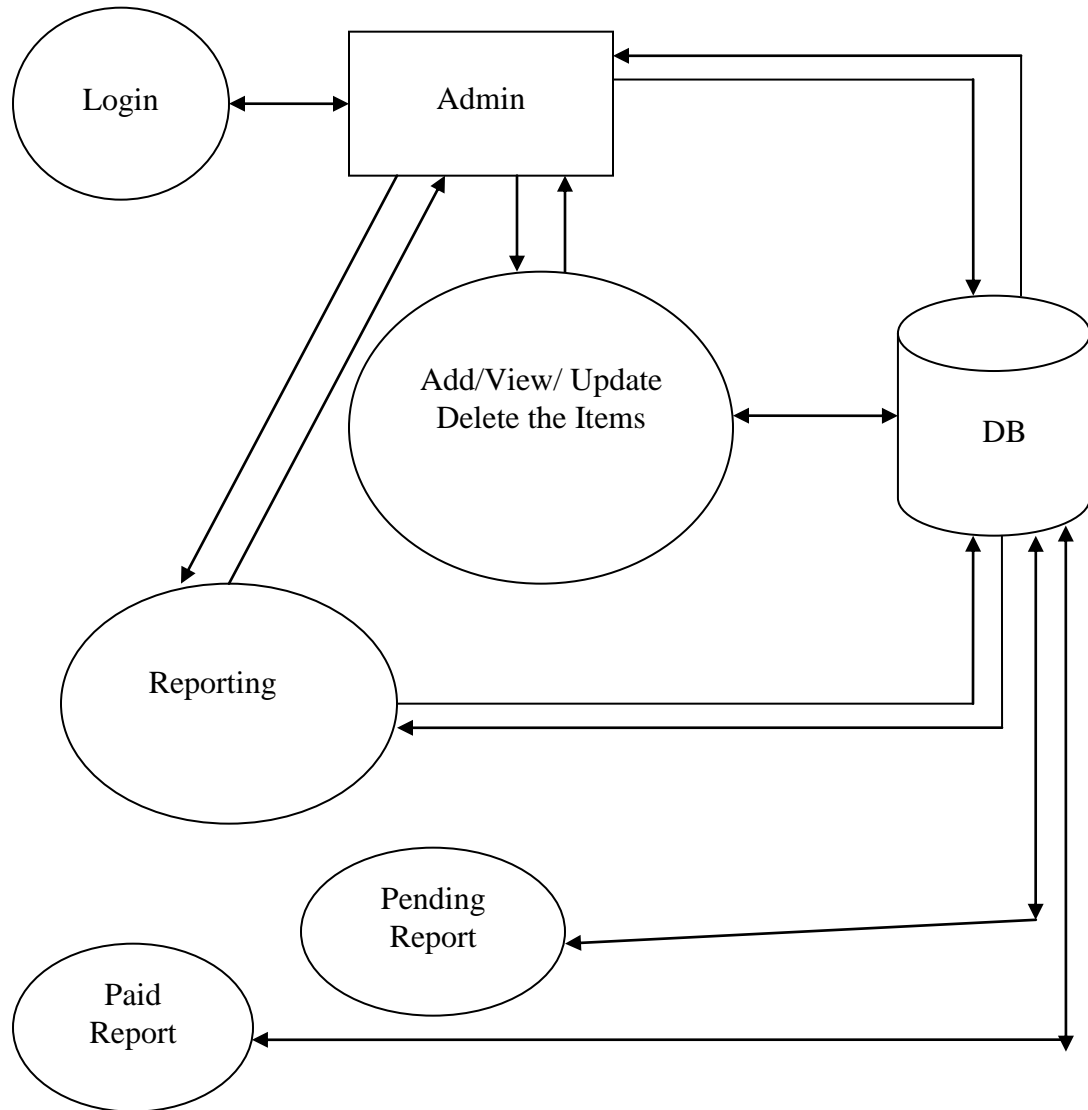 Login
Admin
Add/View/ Update
Delete the Items
DB
Reporting
Pending
Report
Paid
Report